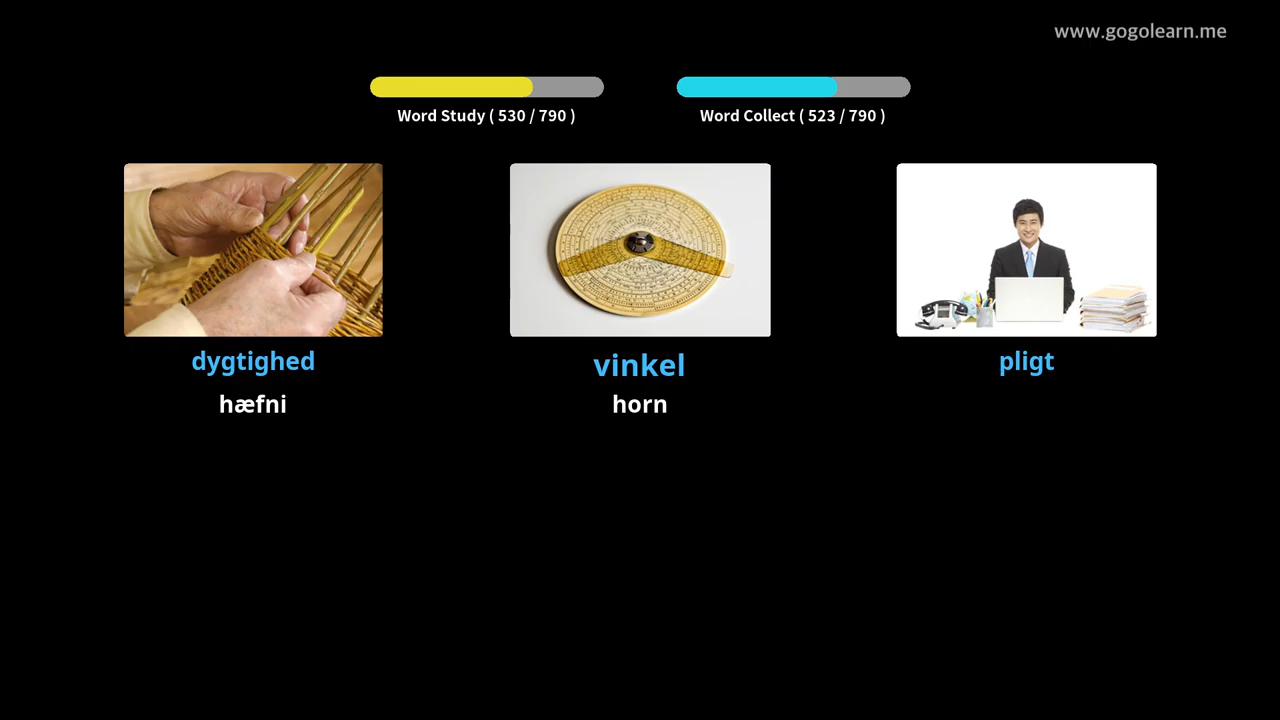 www.gogolearn.me
Word Study ( 530 / 790 )
Word Collect ( 523 / 790 )
dygtighed
vinkel
pligt
hæfni
horn